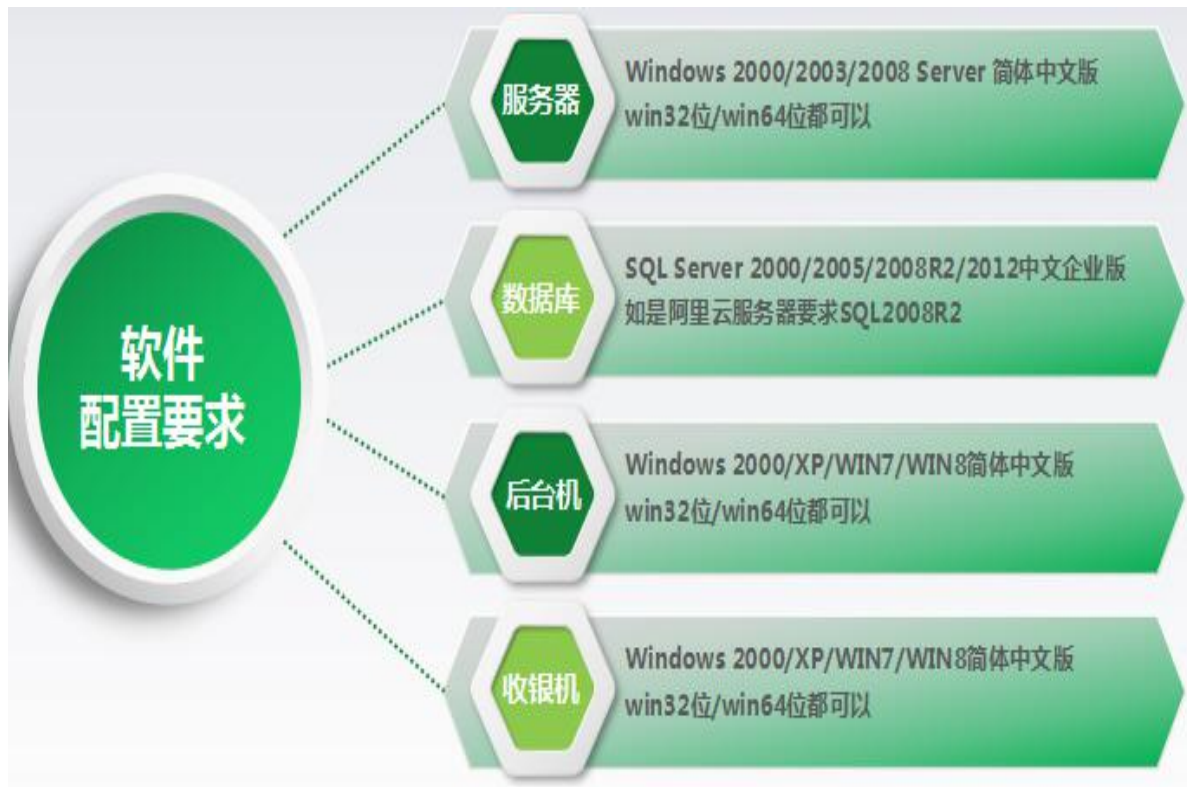 软件
配置要求
服务器
Windows 2000/2003/2008 Server 简体中文版
win32位/win64位都可以
数据库
SQL Server 2000/2005/2008R2/2012中文企业版
如是阿里云服务器要求SQL2008R2
后台机
Windows 2000/XP/WIN7/WIN8简体中文版
win32位/win64位都可以
收银机
Windows 2000/XP/WIN7/WIN8简体中文版
win32位/win64位都可以